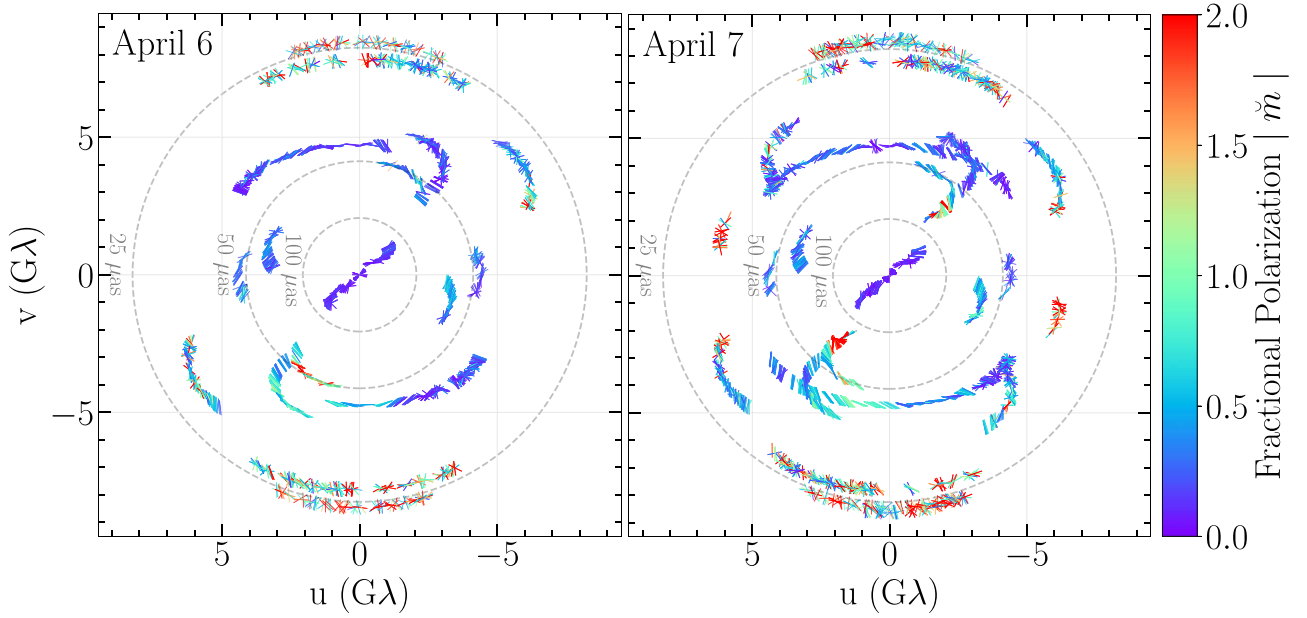 April 6
April 7
25 μas
50 μas
100 μas
25 μas
50 μas
100 μas
v (Gλ)
5
0
−5
5
0
−5
5
0
−5
u (Gλ)
u (Gλ)
2.0
1.5
1.0
0.5
0.0
Fractional Polarization | m̆ |